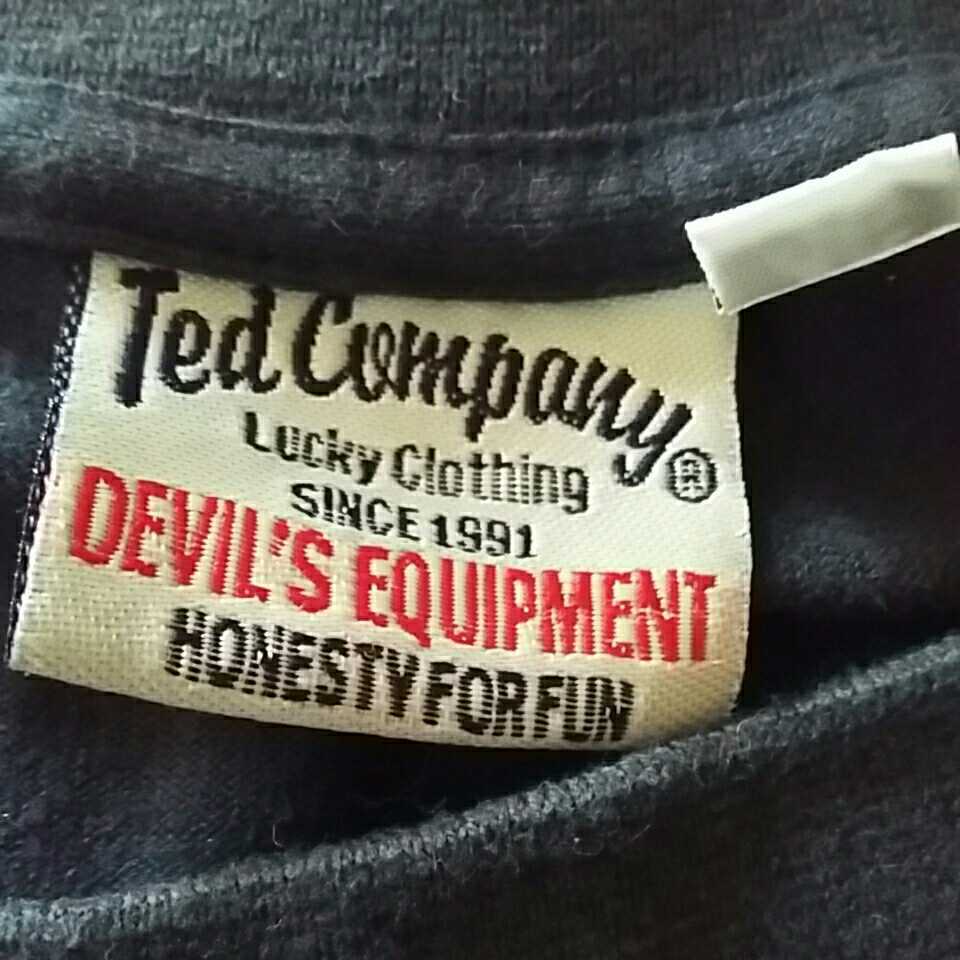 Ted Company®
Lucky Clothing
SINCE 1991
DEVIL'S EQUIPMENT
HONESTY FOR FUN